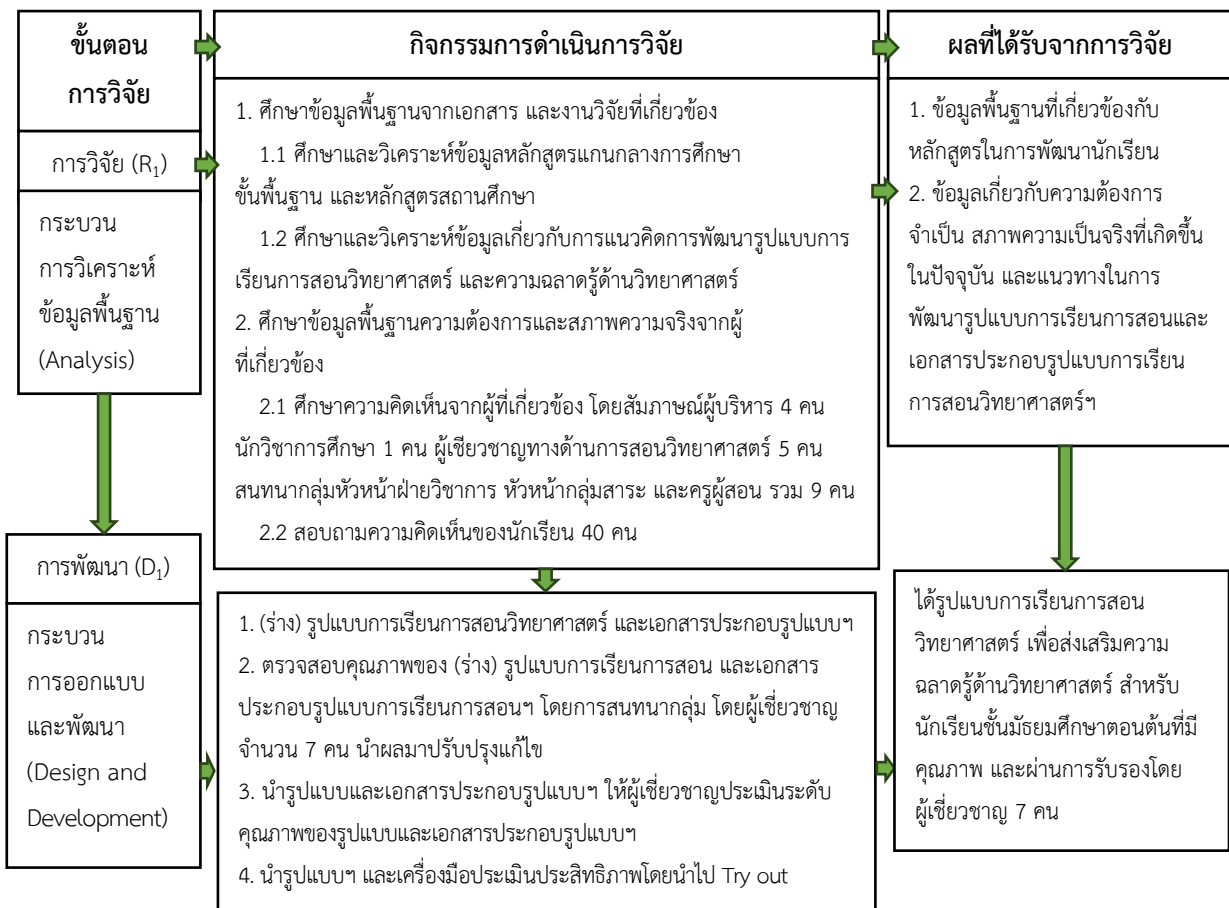 ขั้นตอน
การวิจัย
กิจกรรมการดำเนินการวิจัย
ผลที่ได้รับจากการวิจัย
การวิจัย (R1)
กระบวน
การวิเคราะห์
ข้อมูลพื้นฐาน
(Analysis)
1. ศึกษาข้อมูลพื้นฐานจากเอกสาร และงานวิจัยที่เกี่ยวข้อง
1.1 ศึกษาและวิเคราะห์ข้อมูลหลักสูตรแกนกลางการศึกษา
ขั้นพื้นฐาน และหลักสูตรสถานศึกษา
1.2 ศึกษาและวิเคราะห์ข้อมูลเกี่ยวกับการแนวคิดการพัฒนารูปแบบการ
เรียนการสอนวิทยาศาสตร์ และความฉลาดรู้ด้านวิทยาศาสตร์
2. ศึกษาข้อมูลพื้นฐานความต้องการและสภาพความจริงจากผู้
ที่เกี่ยวข้อง
2.1 ศึกษาความคิดเห็นจากผู้ที่เกี่ยวข้อง โดยสัมภาษณ์ผู้บริหาร 4 คน
นักวิชาการศึกษา 1 คน ผู้เชียวชาญทางด้านการสอนวิทยาศาสตร์ 5 คน
สนทนากลุ่มหัวหน้าฝ่ายวิชาการ หัวหน้ากลุ่มสาระ และครูผู้สอน รวม 9 คน
2.2 สอบถามความคิดเห็นของนักเรียน 40 คน
1. ข้อมูลพื้นฐานที่เกี่ยวข้องกับ
หลักสูตรในการพัฒนานักเรียน
2. ข้อมูลเกี่ยวกับความต้องการ
จำเป็น สภาพความเป็นจริงที่เกิดขึ้น
ในปัจจุบัน และแนวทางในการ
พัฒนารูปแบบการเรียนการสอนและ
เอกสารประกอบรูปแบบการเรียน
การสอนวิทยาศาสตร์ฯ
การพัฒนา (D1)
กระบวน
การออกแบบ
และพัฒนา
(Design and
Development)
1. (ร่าง) รูปแบบการเรียนการสอนวิทยาศาสตร์ และเอกสารประกอบรูปแบบฯ
2. ตรวจสอบคุณภาพของ (ร่าง) รูปแบบการเรียนการสอน และเอกสาร
ประกอบรูปแบบการเรียนการสอนฯ โดยการสนทนากลุ่ม โดยผู้เชี่ยวชาญ
จำนวน 7 คน นำผลมาปรับปรุงแก้ไข
3. นำรูปแบบและเอกสารประกอบรูปแบบฯ ให้ผู้เชี่ยวชาญประเมินระดับ
คุณภาพของรูปแบบและเอกสารประกอบรูปแบบฯ
4. นำรูปแบบฯ และเครื่องมือประเมินประสิทธิภาพโดยนำไป Try out
ได้รูปแบบการเรียนการสอน
วิทยาศาสตร์ เพื่อส่งเสริมความ
ฉลาดรู้ด้านวิทยาศาสตร์ สำหรับ
นักเรียนชั้นมัธยมศึกษาตอนต้นที่มี
คุณภาพ และผ่านการรับรองโดย
ผู้เชี่ยวชาญ 7 คน